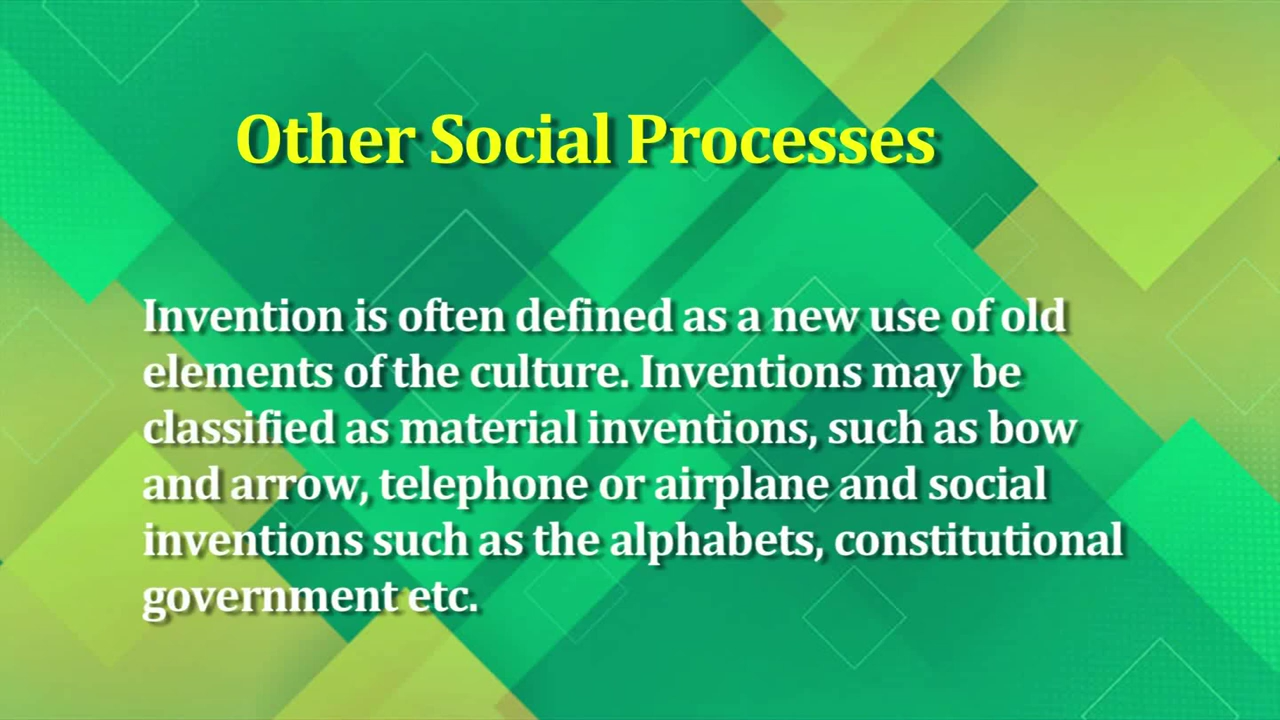 Other Social Processes
Invention is often defined as a new use of old
elements of the culture. Inventions may be
classified as material inventions, such as bow
and arrow, telephone or airplane and social
inventions such as the alphabets, constitutional
government etc.